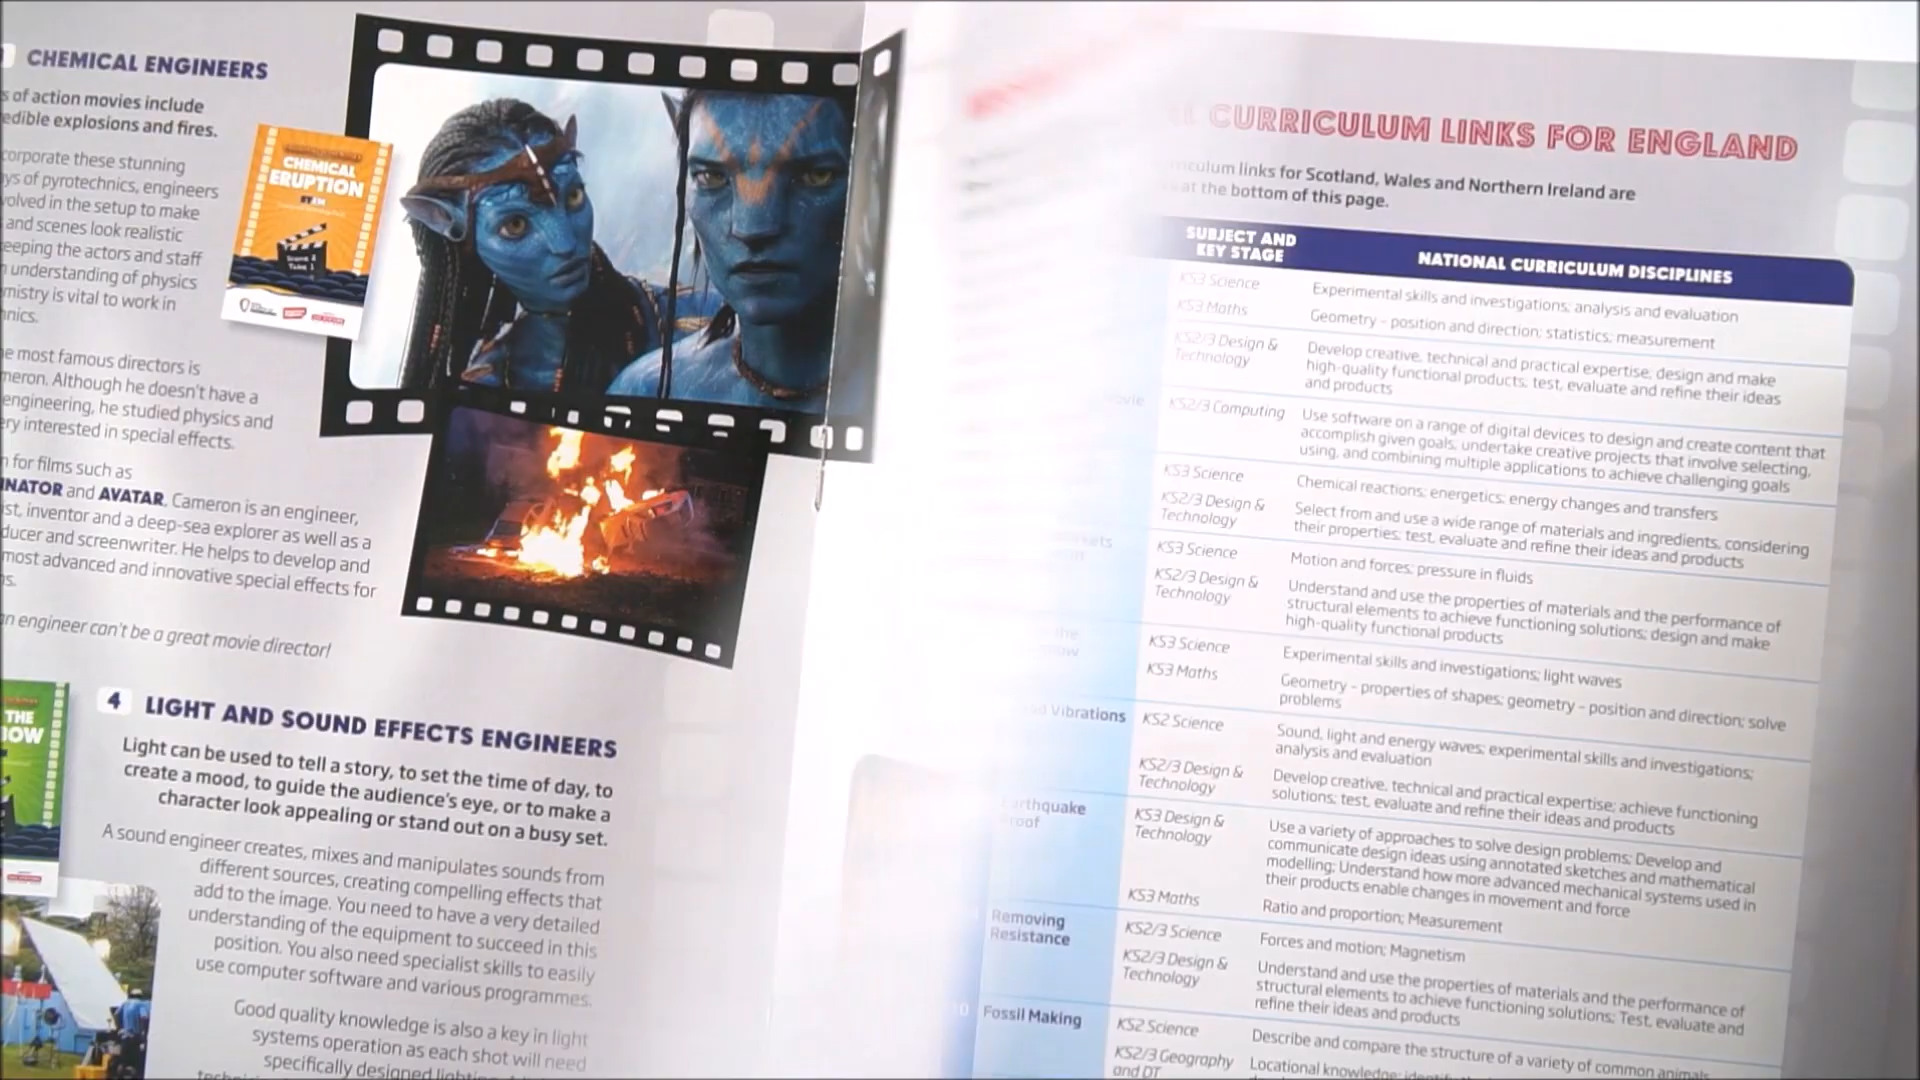 CHEMICAL ENGINEERS
s of action movies include
edible explosions and fires.
corporate these stunning
ys of pyrotechnics, engineers
volved in the setup to make
and scenes look realistic
eeping the actors and staff
n understanding of physics
mistry is vital to work in
hnics.
e most famous directors is
meron. Although he doesn't have a
engineering, he studied physics and
ery interested in special effects.
n for films such as
INATOR and AVATAR. Cameron is an engineer,
st, inventor and a deep-sea explorer as well as a
ducer and screenwriter. He helps to develop and
most advanced and innovative special effects for
s.
an engineer can't be a great movie director!
CHEMICAL
ERUPTION
Scene 2
Take 1
THE
BOW
4 LIGHT AND SOUND EFFECTS ENGINEERS
Light can be used to tell a story, to set the time of day, to
create a mood, to guide the audience's eye, or to make a
character look appealing or stand out on a busy set.
A sound engineer creates, mixes and manipulates sounds from
different sources, creating compelling effects that
add to the image. You need to have a very detailed
understanding of the equipment to succeed in this
position. You also need specialist skills to easily
use computer software and various programmes.
Good quality knowledge is also a key in light
systems operation as each shot will need
specifically designed lighting.
CURRICULUM LINKS FOR ENGLAND
riculum links for Scotland, Wales and Northern Ireland are
at the bottom of this page.
SUBJECT AND
KEY STAGE
NATIONAL CURRICULUM DISCIPLINES
KS3 Science
Experimental skills and investigations; analysis and evaluation
KS3 Maths
Geometry – position and direction; statistics; measurement
KS2/3 Design &
Technology
Develop creative, technical and practical expertise; design and make
high-quality functional products; test, evaluate and refine their ideas
and products
ovie
KS2/3 Computing
Use software on a range of digital devices to design and create content that
accomplish given goals, undertake creative projects that involve selecting,
using, and combining multiple applications to achieve challenging goals
KS3 Science
Chemical reactions; energetics; energy changes and transfers
KS2/3 Design &
Technology
Select from and use a wide range of materials and ingredients, considering
their properties; test, evaluate and refine their ideas and products
kets
KS3 Science
Motion and forces; pressure in fluids
KS2/3 Design &
Technology
Understand and use the properties of materials and the performance of
structural elements to achieve functioning solutions; design and make
high-quality functional products
the
KS3 Science
Experimental skills and investigations; light waves
KS3 Maths
Geometry – properties of shapes; geometry – position and direction; solve
problems
Vibrations
KS2 Science
Sound, light and energy waves; experimental skills and investigations;
analysis and evaluation
KS2/3 Design &
Technology
Develop creative, technical and practical expertise; achieve functioning
solutions; test, evaluate and refine their ideas and products
Earthquake
Proof
KS3 Design &
Technology
Use a variety of approaches to solve design problems; Develop and
communicate design ideas using annotated sketches and mathematical
modelling; Understand how more advanced mechanical systems used in
their products enable changes in movement and force
KS3 Maths
Ratio and proportion; Measurement
Removing
Resistance
KS2/3 Science
Forces and motion; Magnetism
KS2/3 Design &
Technology
Understand and use the properties of materials and the performance of
structural elements to achieve functioning solutions; Test, evaluate and
refine their ideas and products
10 Fossil Making
KS2 Science
Describe and compare the structure of a variety of common animals
KS2/3 Geography
and DT
Locational knowledge;